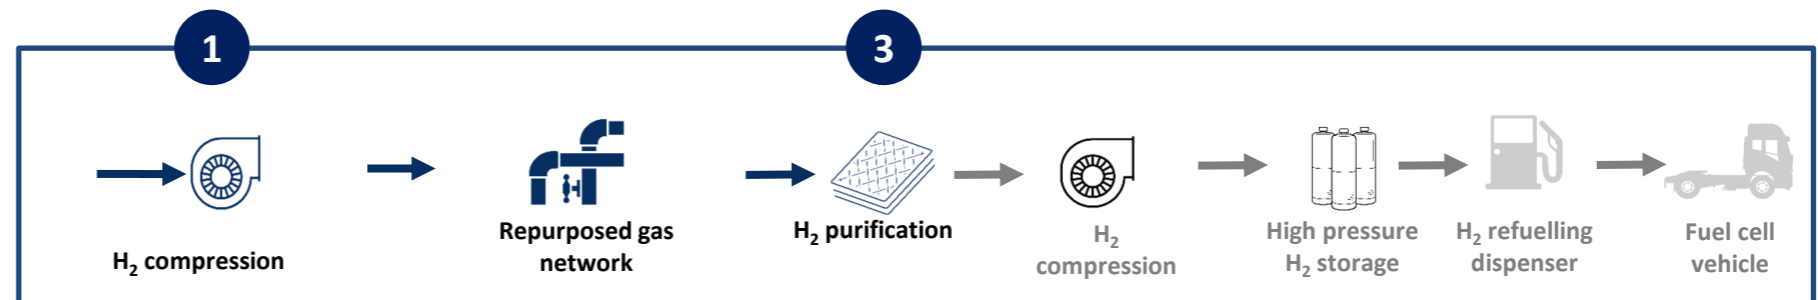 1
3
H₂ compression
Repurposed gas
network
H₂ purification
H₂
compression
High pressure
H₂ storage
H₂ refuelling
dispenser
Fuel cell
vehicle